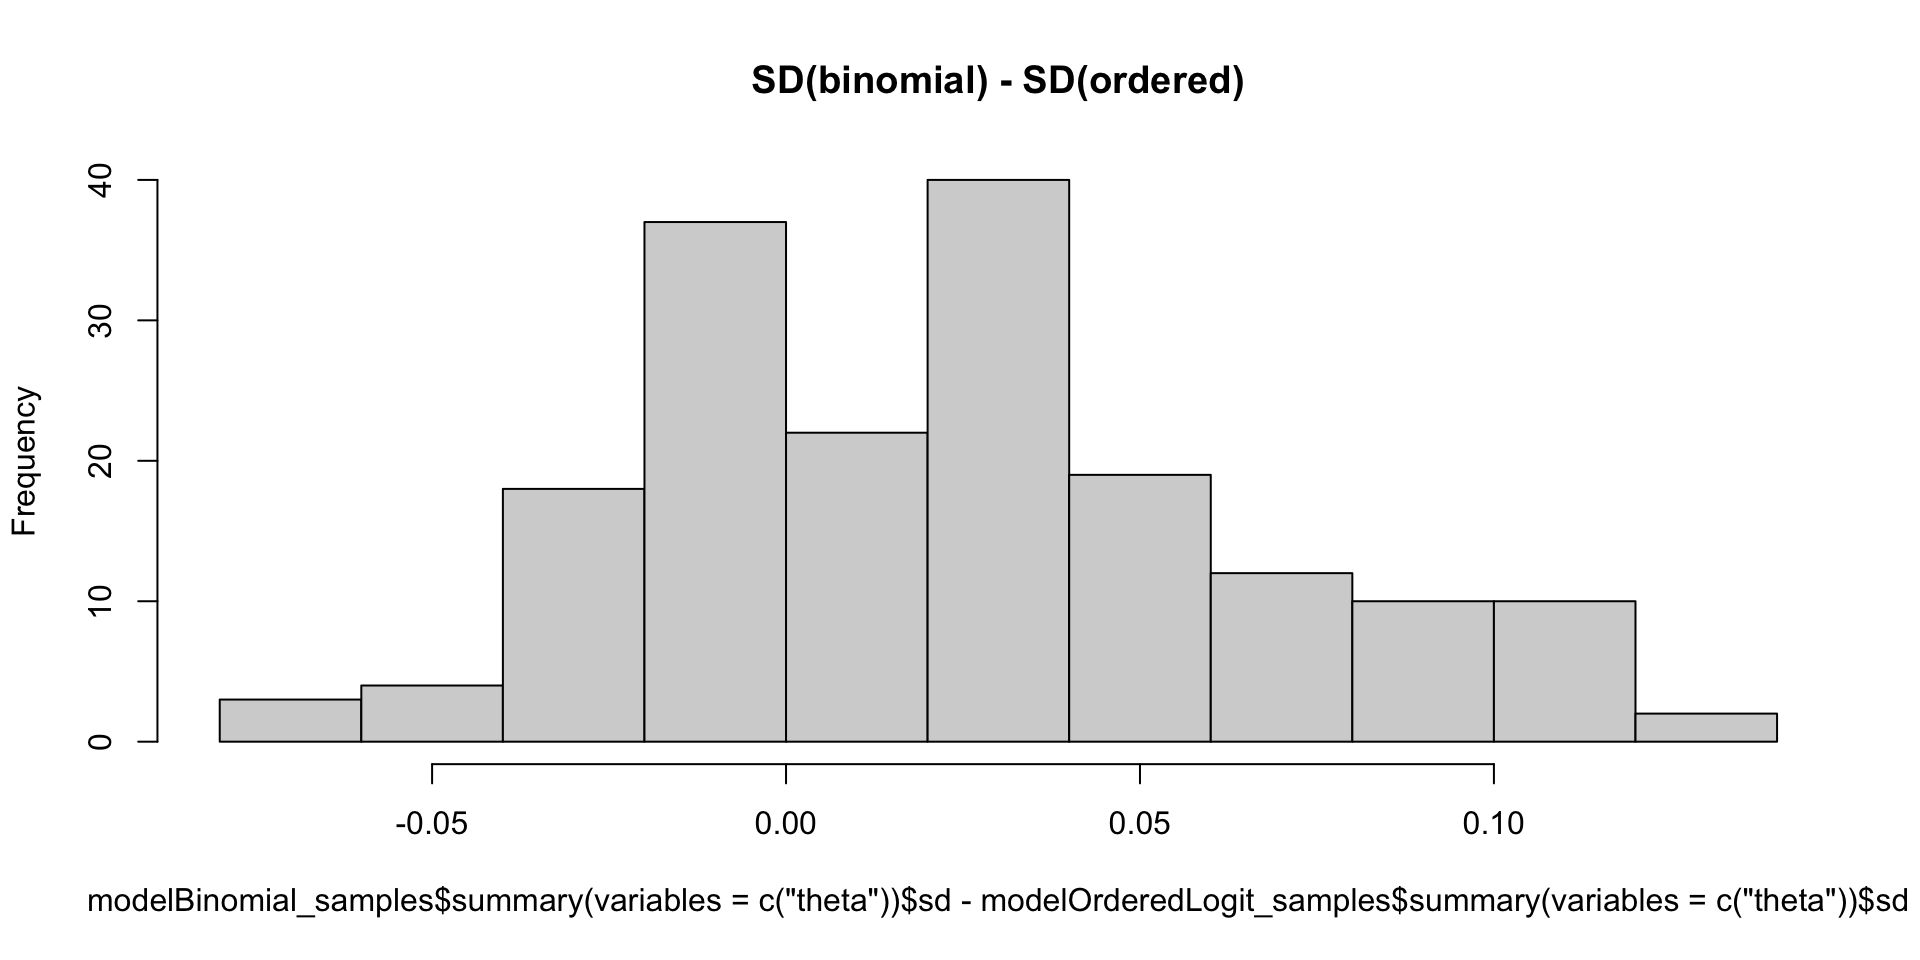 SD(binomial) - SD(ordered)
Frequency
40
30
20
10
0
-0.05 0.00 0.05 0.10
modelBinomial_samples$summary(variables = c("theta"))$sd - modelOrderedLogit_samples$summary(variables = c("theta"))$sd